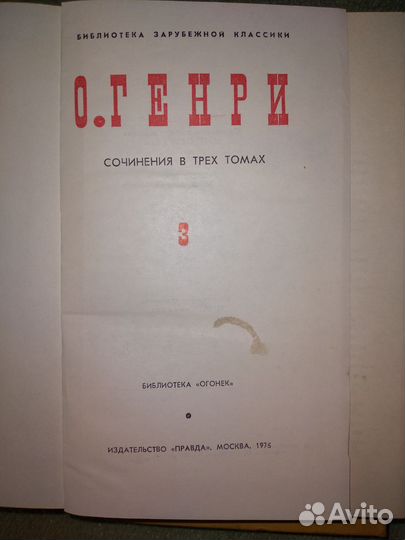 БИБЛИОТЕКА ЗАРУБЕЖНОЙ КЛАССИКИ
О. ГЕНРИ
СОЧИНЕНИЯ В ТРЕХ ТОМАХ
3
БИБЛИОТЕКА «ОГОНЕК»
ИЗДАТЕЛЬСТВО «ПРАВДА», МОСКВА, 1975
Avito